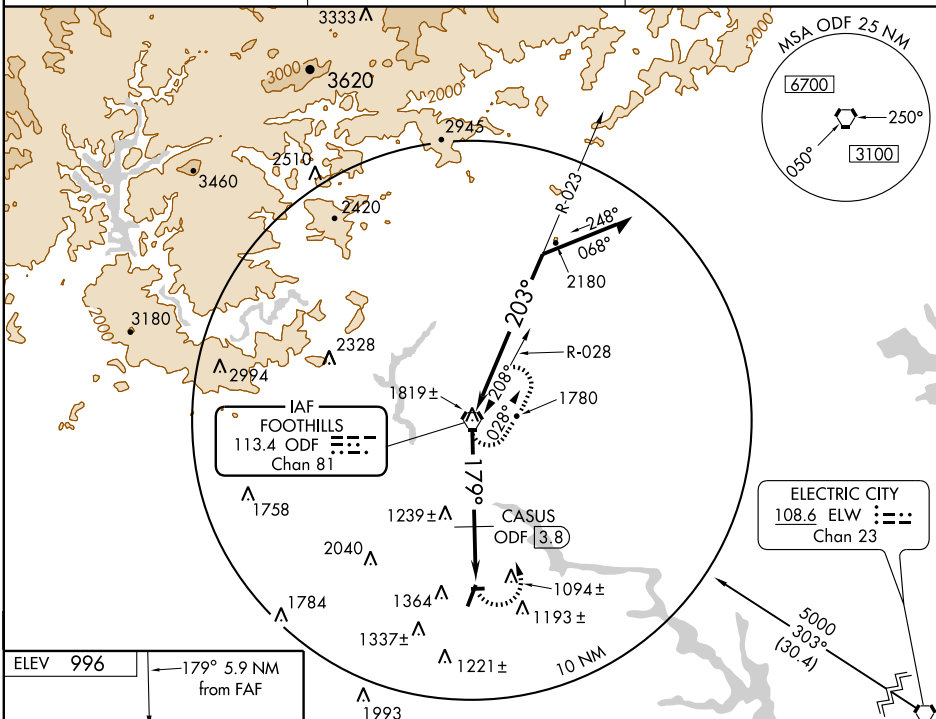 3333
MSA ODF 25 NM
6700
250°
050°
3100
3000
3620
2000
2000
2945
2510
3460
2420
R-023
248°
068°
2180
203°
2000
3180
2328
R-028
2994
1819±
208°
028°
1780
IAF
FOOTHILLS
113.4 ODF
Chan 81
179°
1758
1239±
CASUS
ODF 3.8
ELECTRIC CITY
108.6 ELW
Chan 23
2040
1094±
1364
1193±
1784
1337±
1221±
10 NM
5000
303°
(30.4)
ELEV 996
179° 5.9 NM
from FAF
1993